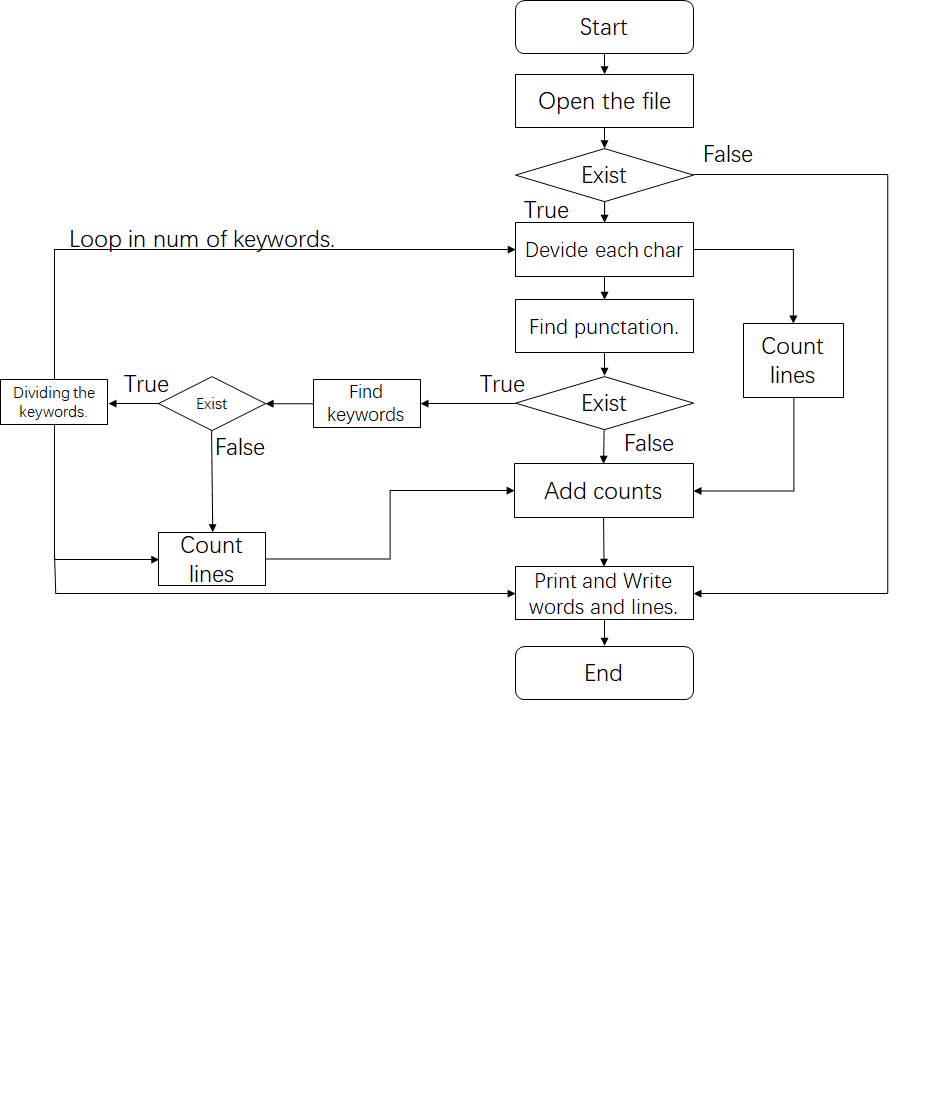 Start
Open the file
Exist
False
True
Loop in num of keywords.
Devide each char
Find punctation.
Count
lines
Dividing the
keywords.
True
Exist
Find
keywords
True
Exist
False
False
Add counts
Count
lines
Print and Write
words and lines.
End